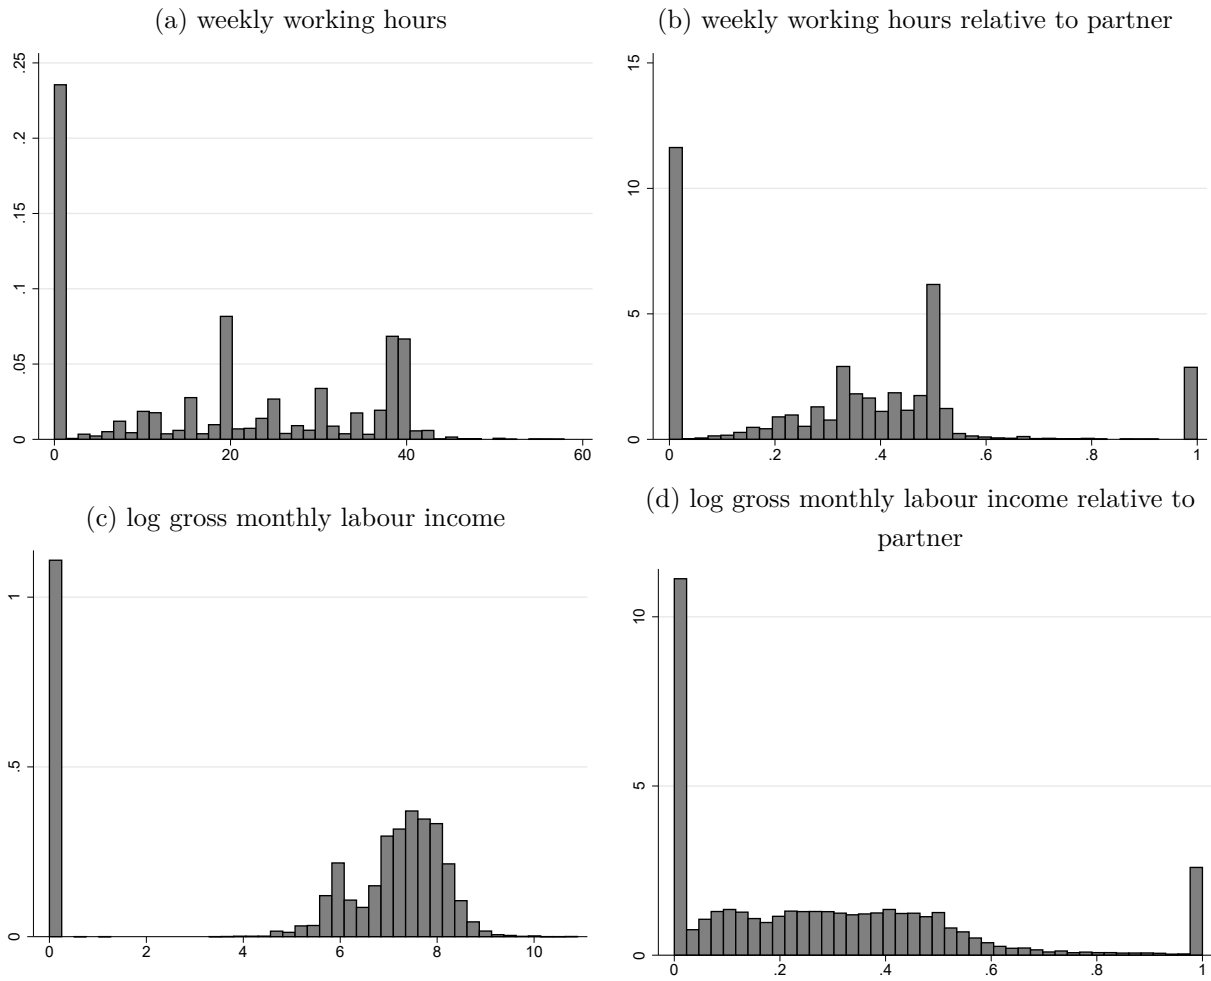 (a) weekly working hours
.25
.2
.15
.1
.05
0
0 20 40 60
(b) weekly working hours relative to partner
15
10
5
0
0 .2 .4 .6 .8 1
(c) log gross monthly labour income
1
.5
0
0 2 4 6 8 10
(d) log gross monthly labour income relative to
partner
10
5
0
0 .2 .4 .6 .8 1